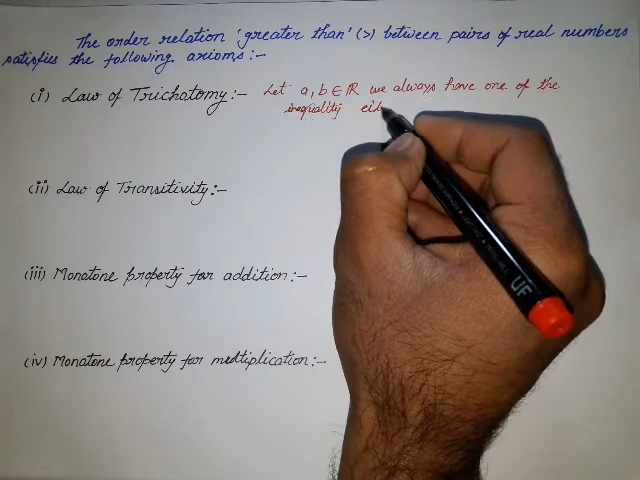 The order relation 'greater than' (>) between pairs of real numbers
satisfies the following axioms:-
(i) Law of Trichotomy:- Let a, b ∈ ℝ we always have one of the
inequality eit
(ii) Law of Transitivity:-
(iii) Monotone property for addition:-
(iv) Monotone property for multiplication:-
UF